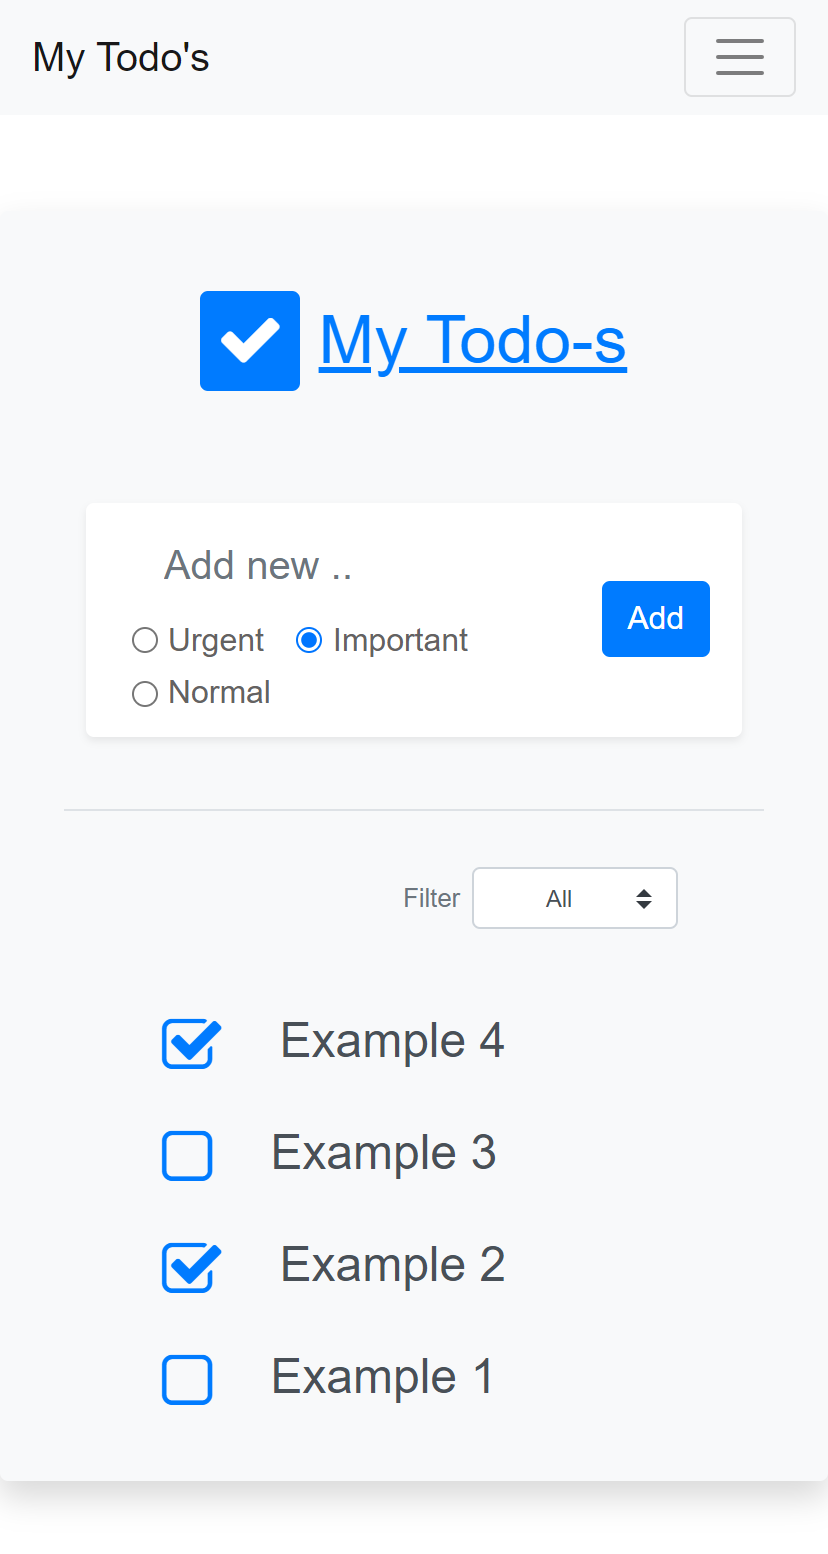 My Todo's
My Todo-s
Add new ..
Add
Urgent Important
Normal
Filter All
Example 4
Example 3
Example 2
Example 1